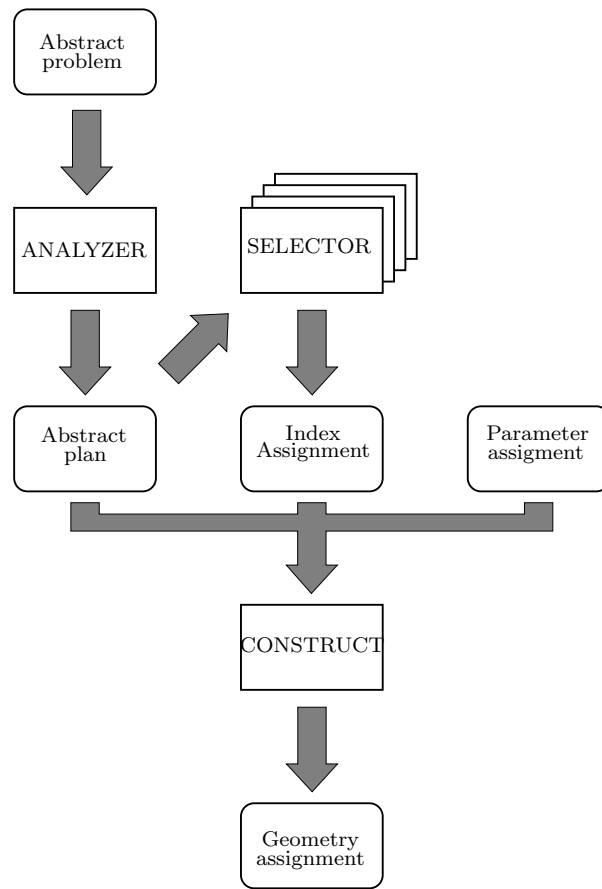 Abstract
problem
ANALYZER
SELECTOR
Abstract
plan
Index
Assignment
Parameter
assigment
CONSTRUCT
Geometry
assignment